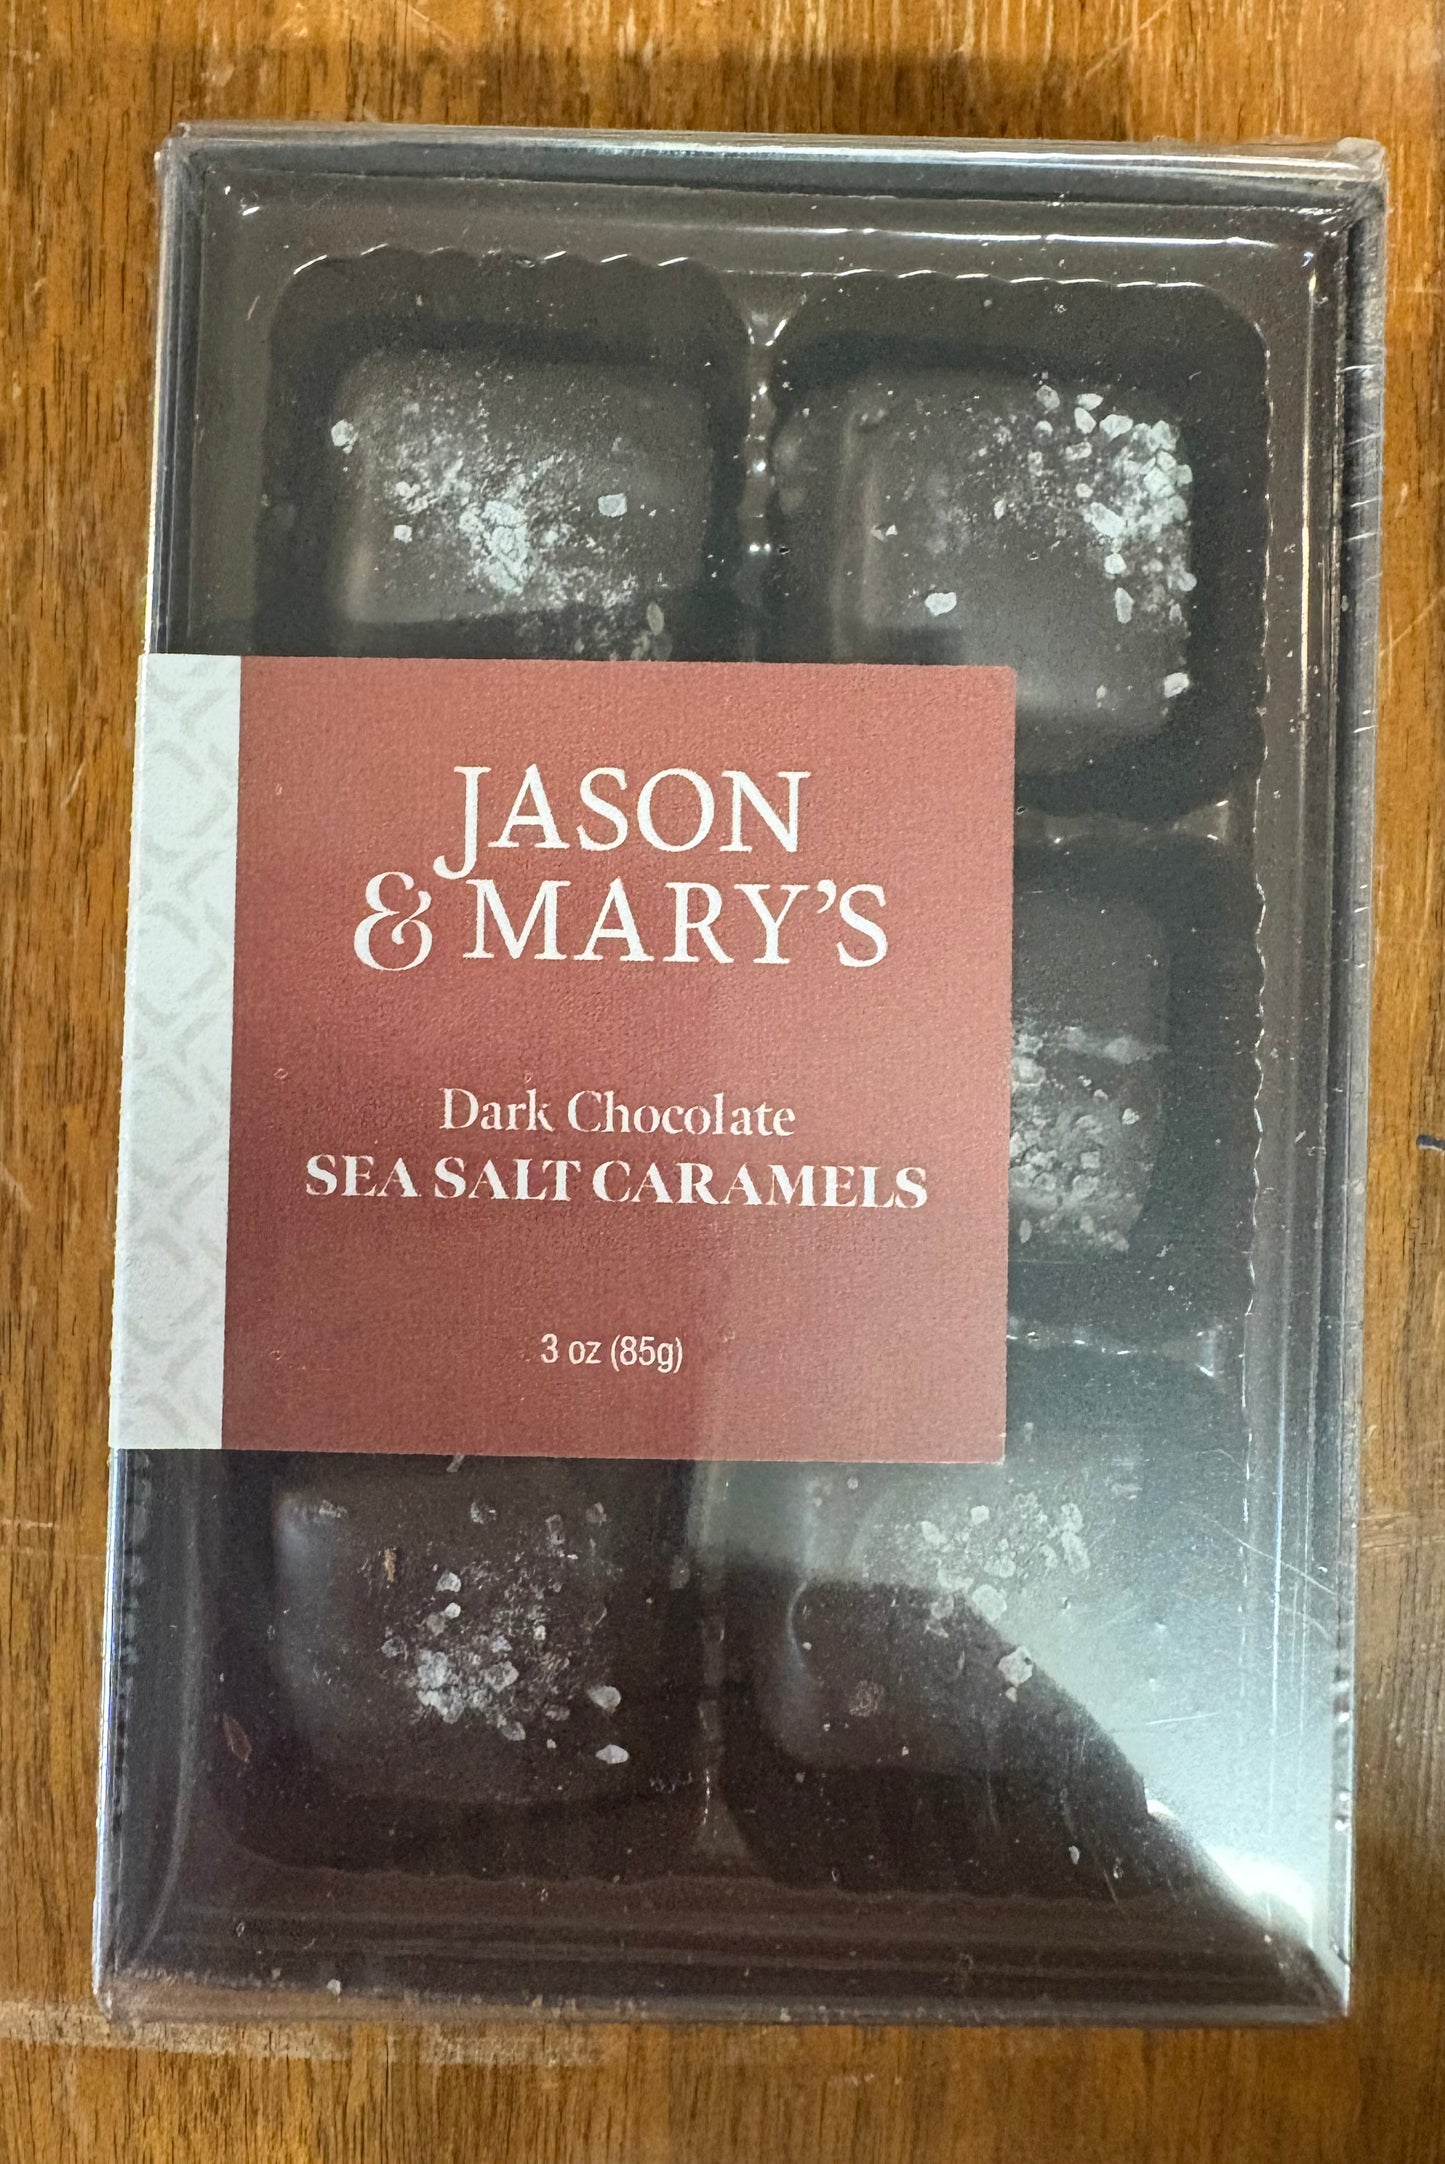 JASON
& MARY'S
Dark Chocolate
SEA SALT CARAMELS
3 oz (85g)